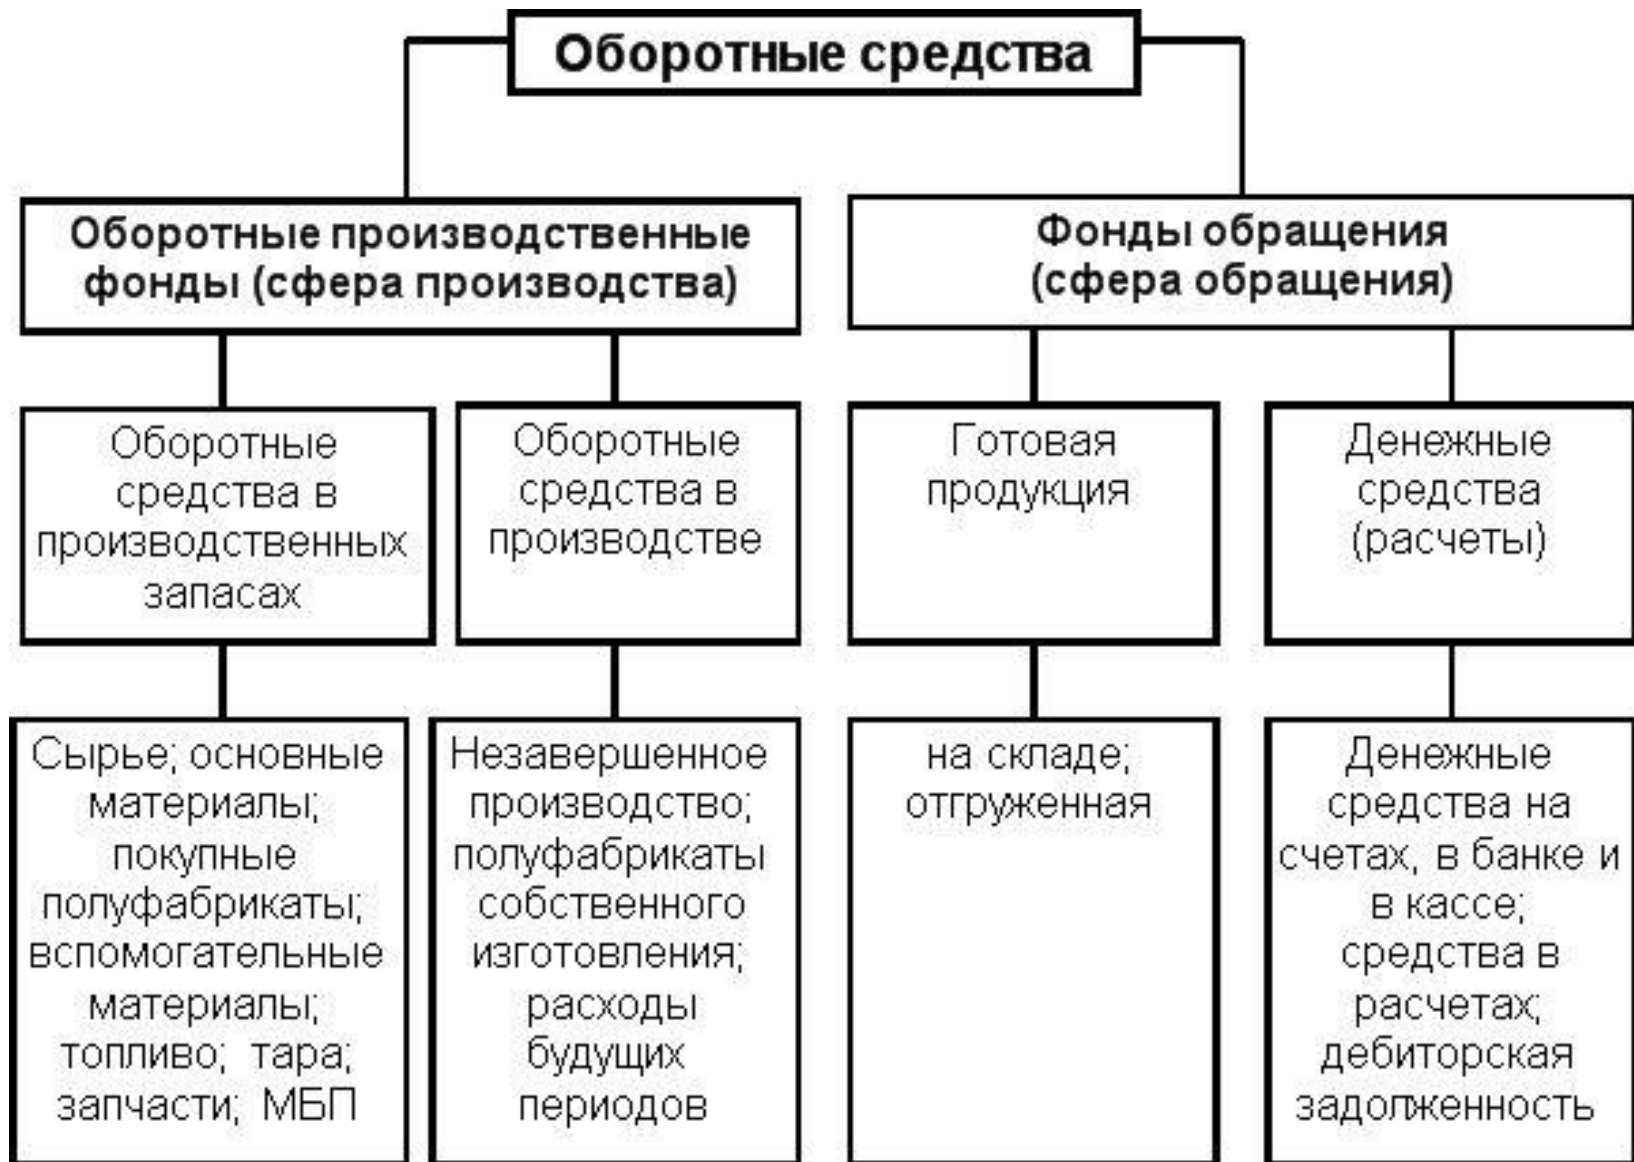 Оборотные средства
Оборотные производственные
фонды (сфера производства)
Фонды обращения
(сфера обращения)
Оборотные
средства в
производственных
запасах
Оборотные
средства в
производстве
Готовая
продукция
Денежные
средства
(расчеты)
Сырье; основные
материалы;
покупные
полуфабрикаты;
вспомогательные
материалы;
топливо; тара;
запчасти; МБП
Незавершенное
производство;
полуфабрикаты
собственного
изготовления;
расходы
будущих
периодов
на складе;
отгруженная
Денежные
средства на
счетах, в банке и
в кассе;
средства в
расчетах;
дебиторская
задолженность